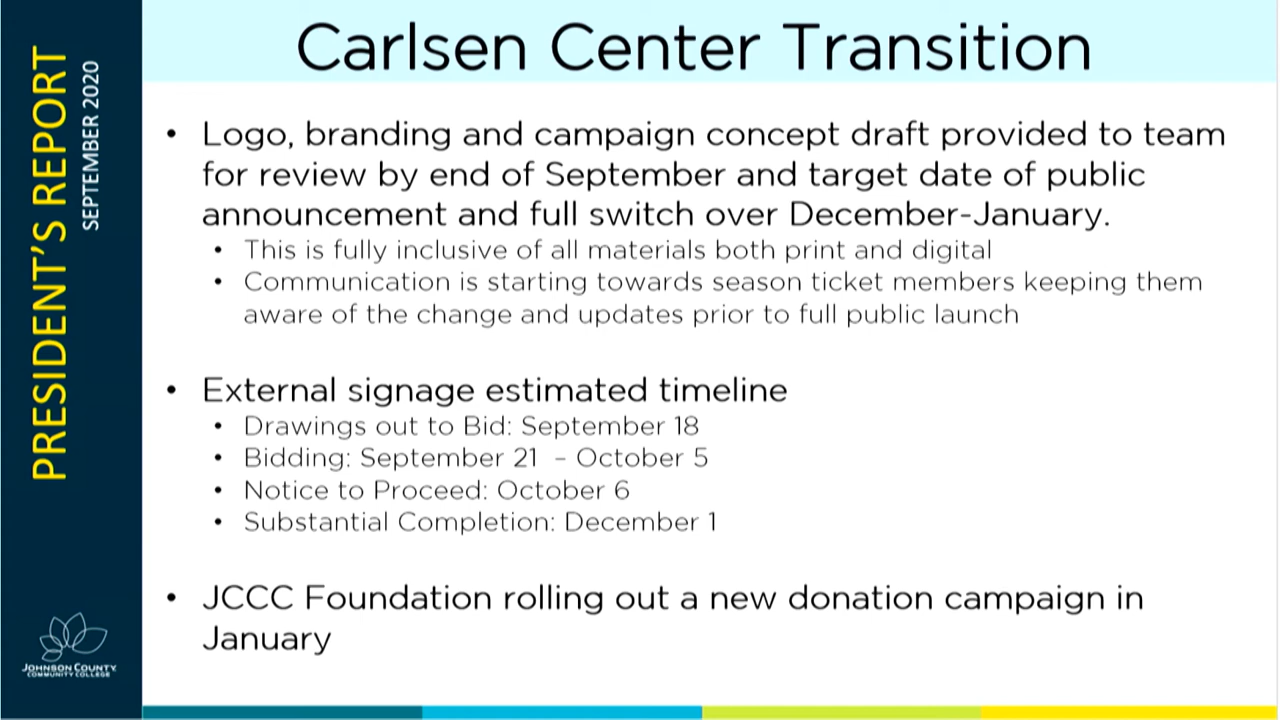 PRESIDENT'S REPORT
SEPTEMBER 2020
Carlsen Center Transition
• Logo, branding and campaign concept draft provided to team
for review by end of September and target date of public
announcement and full switch over December-January.
• This is fully inclusive of all materials both print and digital
• Communication is starting towards season ticket members keeping them
aware of the change and updates prior to full public launch
• External signage estimated timeline
• Drawings out to Bid: September 18
• Bidding: September 21 – October 5
• Notice to Proceed: October 6
• Substantial Completion: December 1
• JCCC Foundation rolling out a new donation campaign in
January
JOHNSON COUNTY
COMMUNITY COLLEGE